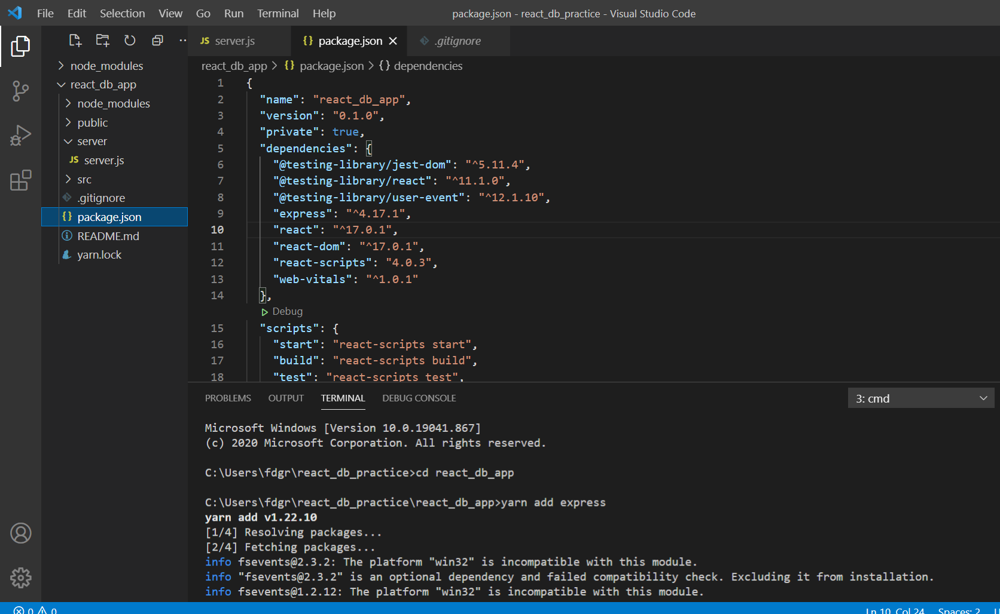 File Edit Selection View Go Run Terminal Help
package.json - react_db_practice - Visual Studio Code
node_modules
react_db_app
node_modules
public
server
JS server.js
src
.gitignore
{} package.json
README.md
yarn.lock
JS server.js
{} package.json
.gitignore
react_db_app > {} package.json > {} dependencies
1 {
2 "name": "react_db_app",
3 "version": "0.1.0",
4 "private": true,
5 "dependencies": {
6 "@testing-library/jest-dom": "^5.11.4",
7 "@testing-library/react": "^11.1.0",
8 "@testing-library/user-event": "^12.1.10",
9 "express": "^4.17.1",
10 "react": "^17.0.1",
11 "react-dom": "^17.0.1",
12 "react-scripts": "4.0.3",
13 "web-vitals": "^1.0.1"
14 },
Debug
15 "scripts": {
16 "start": "react-scripts start",
17 "build": "react-scripts build",
18 "test": "react-scripts test",
PROBLEMS OUTPUT TERMINAL DEBUG CONSOLE
3: cmd
Microsoft Windows [Version 10.0.19041.867]
(c) 2020 Microsoft Corporation. All rights reserved.
C:\Users\fdgr\react_db_practice>cd react_db_app
C:\Users\fdgr\react_db_practice\react_db_app>yarn add express
yarn add v1.22.10
[1/4] Resolving packages...
[2/4] Fetching packages...
info fsevents@2.3.2: The platform "win32" is incompatible with this module.
info "fsevents@2.3.2" is an optional dependency and failed compatibility check. Excluding it from installation.
info fsevents@1.2.12: The platform "win32" is incompatible with this module.
0 0
Ln 10, Col 24 Spaces: 2